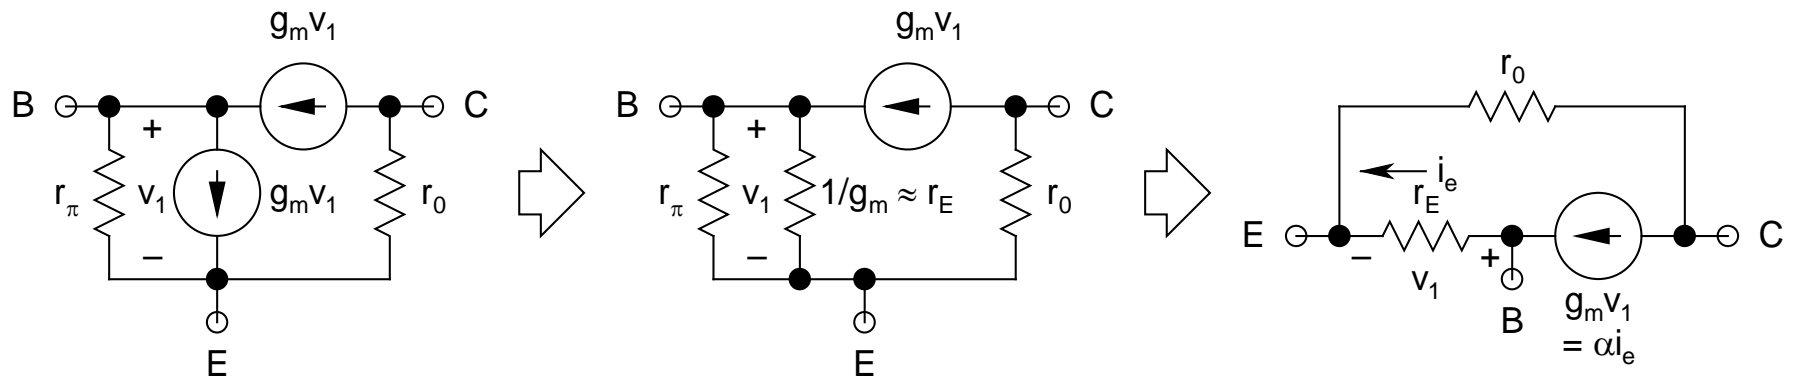 gmv1
B
C
+
rπ
v1
gmv1
r0
–
E
gmv1
B
C
+
rπ
v1
1/gm ≈ rE
r0
–
E
r0
ie
rE
E
C
–
+
v1
B
gmv1
= αie